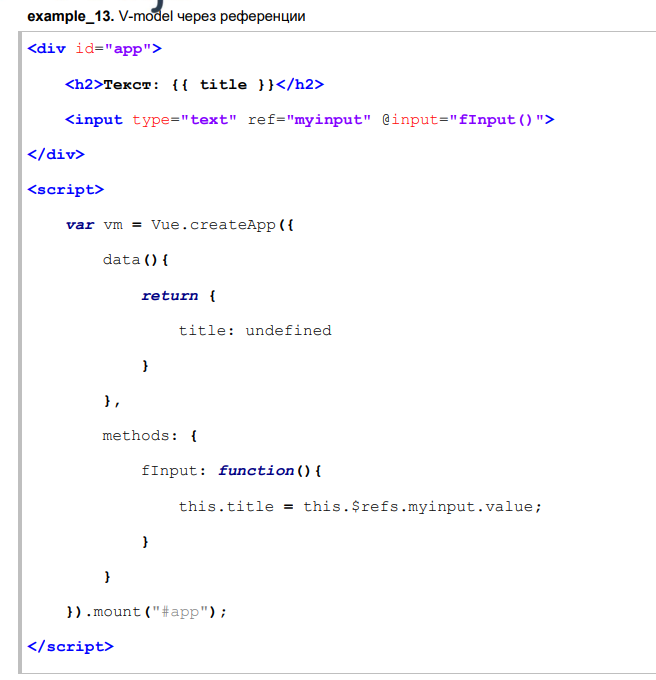 example_13. V-model через референции
<div id="app">
<h2>Текст: {{ title }}</h2>
<input type="text" ref="myinput" @input="fInput()">
</div>
<script>
var vm = Vue.createApp({
data(){
return {
title: undefined
}
},
methods: {
fInput: function(){
this.title = this.$refs.myinput.value;
}
}
}).mount("#app");
</script>